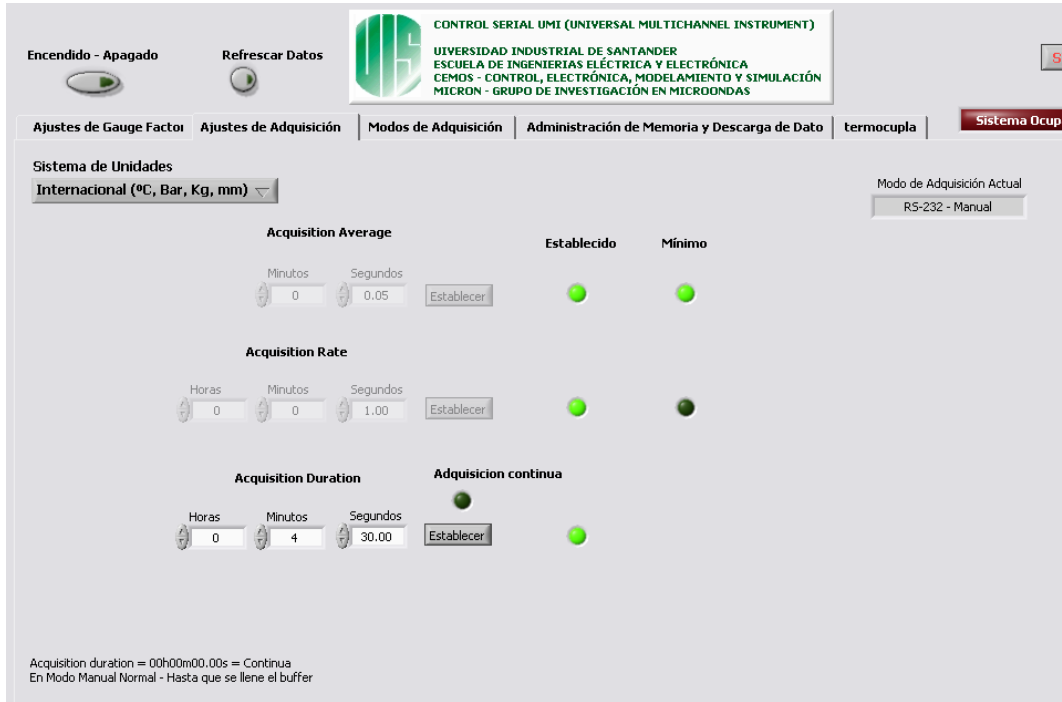 CONTROL SERIAL UMI (UNIVERSAL MULTICHANNEL INSTRUMENT)
UIVERSIDAD INDUSTRIAL DE SANTANDER
ESCUELA DE INGENIERIAS ELÉCTRICA Y ELECTRÓNICA
CEMOS - CONTROL, ELECTRÓNICA, MODELAMIENTO Y SIMULACIÓN
MICRON - GRUPO DE INVESTIGACIÓN EN MICROONDAS
UIS
Encendido - Apagado
Refrescar Datos
S
Ajustes de Gauge Factor
Ajustes de Adquisición
Modos de Adquisición
Administración de Memoria y Descarga de Dato
termocupla
Sistema Ocup
Sistema de Unidades
Internacional (ºC, Bar, Kg, mm)
Modo de Adquisición Actual
RS-232 - Manual
Acquisition Average
Establecido
Mínimo
Minutos
Segundos
0
0.05
Establecer
Acquisition Rate
Horas
Minutos
Segundos
0
0
1.00
Establecer
Acquisition Duration
Adquisicion continua
Horas
Minutos
Segundos
0
4
30.00
Establecer
Acquisition duration = 00h00m00.00s = Continua
En Modo Manual Normal - Hasta que se llene el buffer